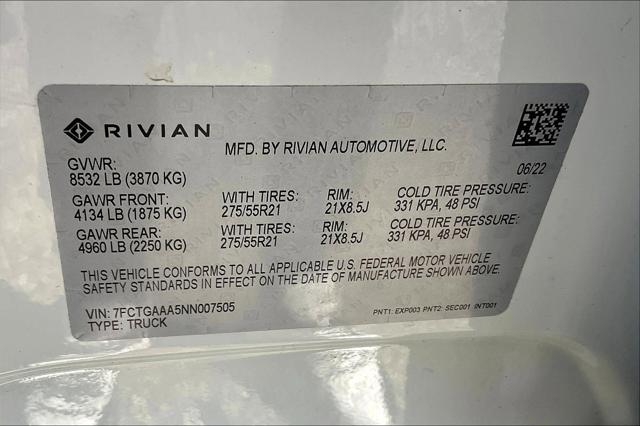 RIVIAN
MFD. BY RIVIAN AUTOMOTIVE, LLC.
GVWR:
8532 LB (3870 KG)
06/22
GAWR FRONT: WITH TIRES: RIM: COLD TIRE PRESSURE:
4134 LB (1875 KG) 275/55R21 21X8.5J 331 KPA, 48 PSI
GAWR REAR: WITH TIRES: RIM: COLD TIRE PRESSURE:
4960 LB (2250 KG) 275/55R21 21X8.5J 331 KPA, 48 PSI
THIS VEHICLE CONFORMS TO ALL APPLICABLE U.S. FEDERAL MOTOR VEHICLE
SAFETY STANDARDS IN EFFECT ON THE DATE OF MANUFACTURE SHOWN ABOVE.
VIN: 7FCTGAAA5NN007505
TYPE: TRUCK
PNT1: EXP003 PNT2: SEC001 INT001